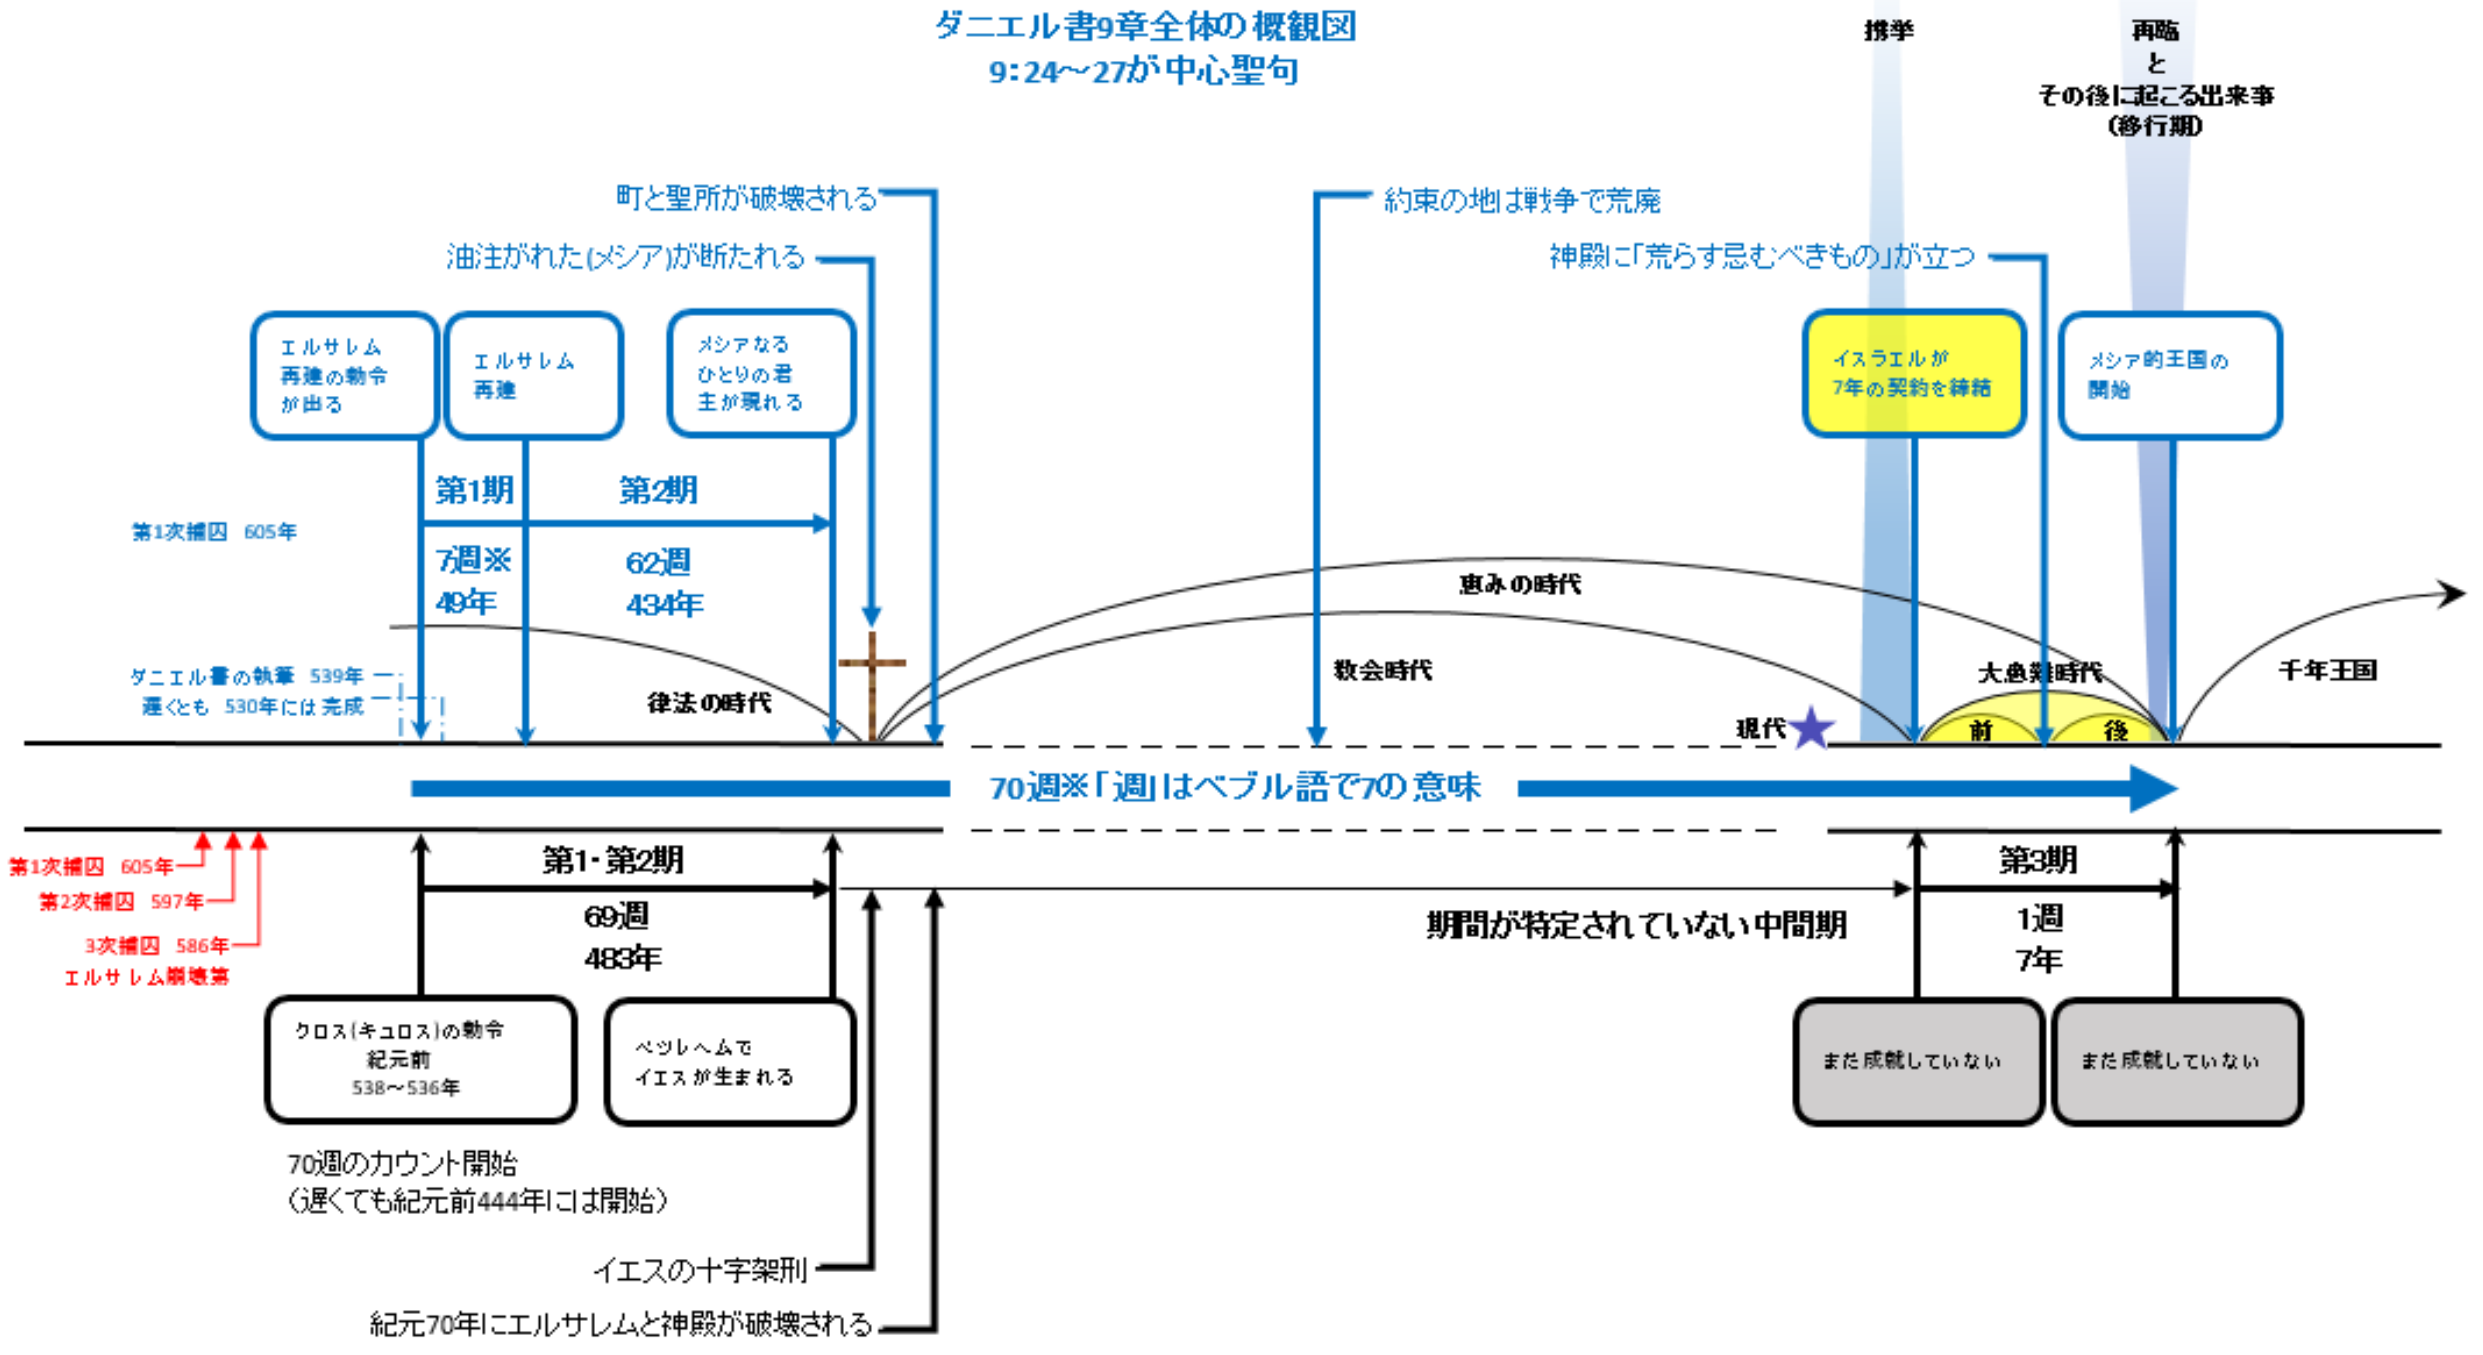 ダニエル書9章全体の概観図
9:24～27が中心聖句
携挙
再臨
と
その後に起こる出来事
(移行期)
町と聖所が破壊される
約束の地は戦争で荒廃
油注がれた(メシア)が断たれる
神殿に「荒らす忌むべきもの」が立つ
エルサレム
再建の勅令
が出る
エルサレム
再建
メシアなる
ひとりの君
主が現れる
イスラエルが
7年の契約を締結
メシア的王国の
開始
第1期
第2期
第1次捕囚 605年
7週※
49年
62週
434年
恵みの時代
教会時代
大患難時代
千年王国
ダニエル書の執筆 539年
遅くとも 530年には完成
律法の時代
現代
前
後
70週※「週」はベブル語で7の意味
第1次捕囚 605年
第2次捕囚 597年
3次捕囚 586年
エルサレム崩壊第
第1・第2期
69週
483年
期間が特定されていない中間期
第3期
1週
7年
クロス(キュロス)の勅令
紀元前
538～536年
ベツレヘムで
イエスが生まれる
まだ成就していない
まだ成就していない
70週のカウント開始
（遅くても紀元前444年には開始）
イエスの十字架刑
紀元70年にエルサレムと神殿が破壊される